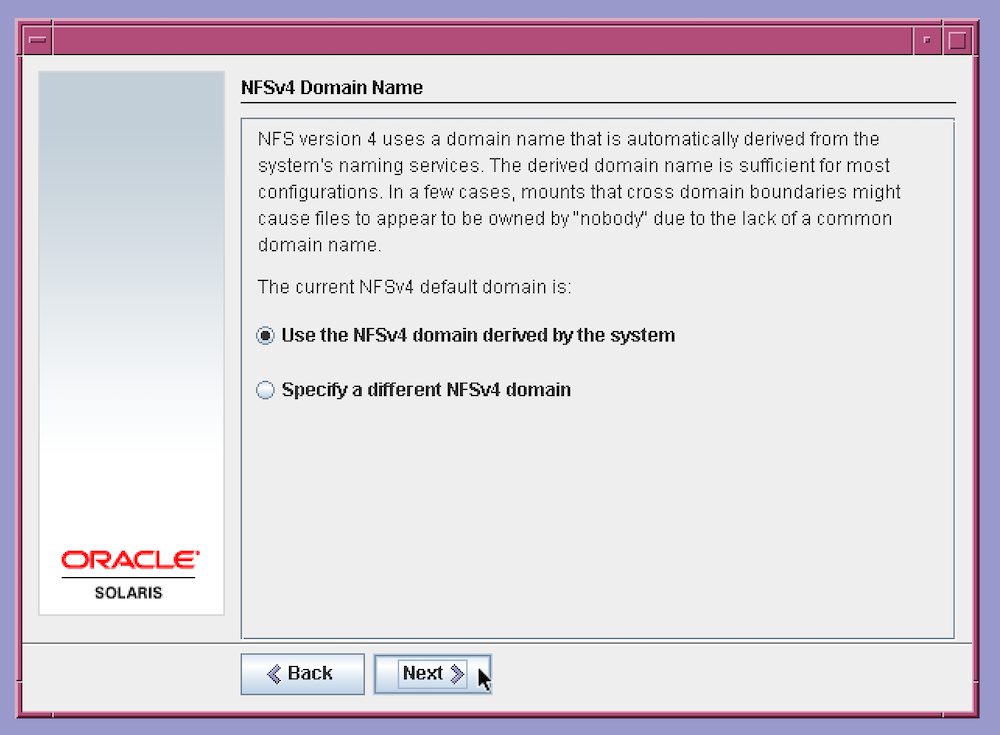 NFSv4 Domain Name
NFS version 4 uses a domain name that is automatically derived from the
system's naming services. The derived domain name is sufficient for most
configurations. In a few cases, mounts that cross domain boundaries might
cause files to appear to be owned by "nobody" due to the lack of a common
domain name.
The current NFSv4 default domain is:
Use the NFSv4 domain derived by the system
Specify a different NFSv4 domain
ORACLE
SOLARIS
Back
Next